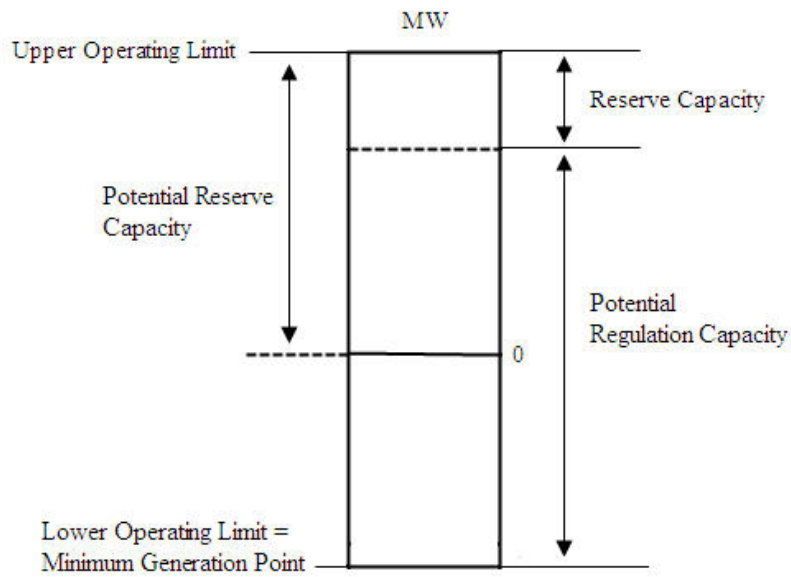 MW
Upper Operating Limit
Reserve Capacity
Potential Reserve
Capacity
Potential
Regulation Capacity
0
Lower Operating Limit =
Minimum Generation Point